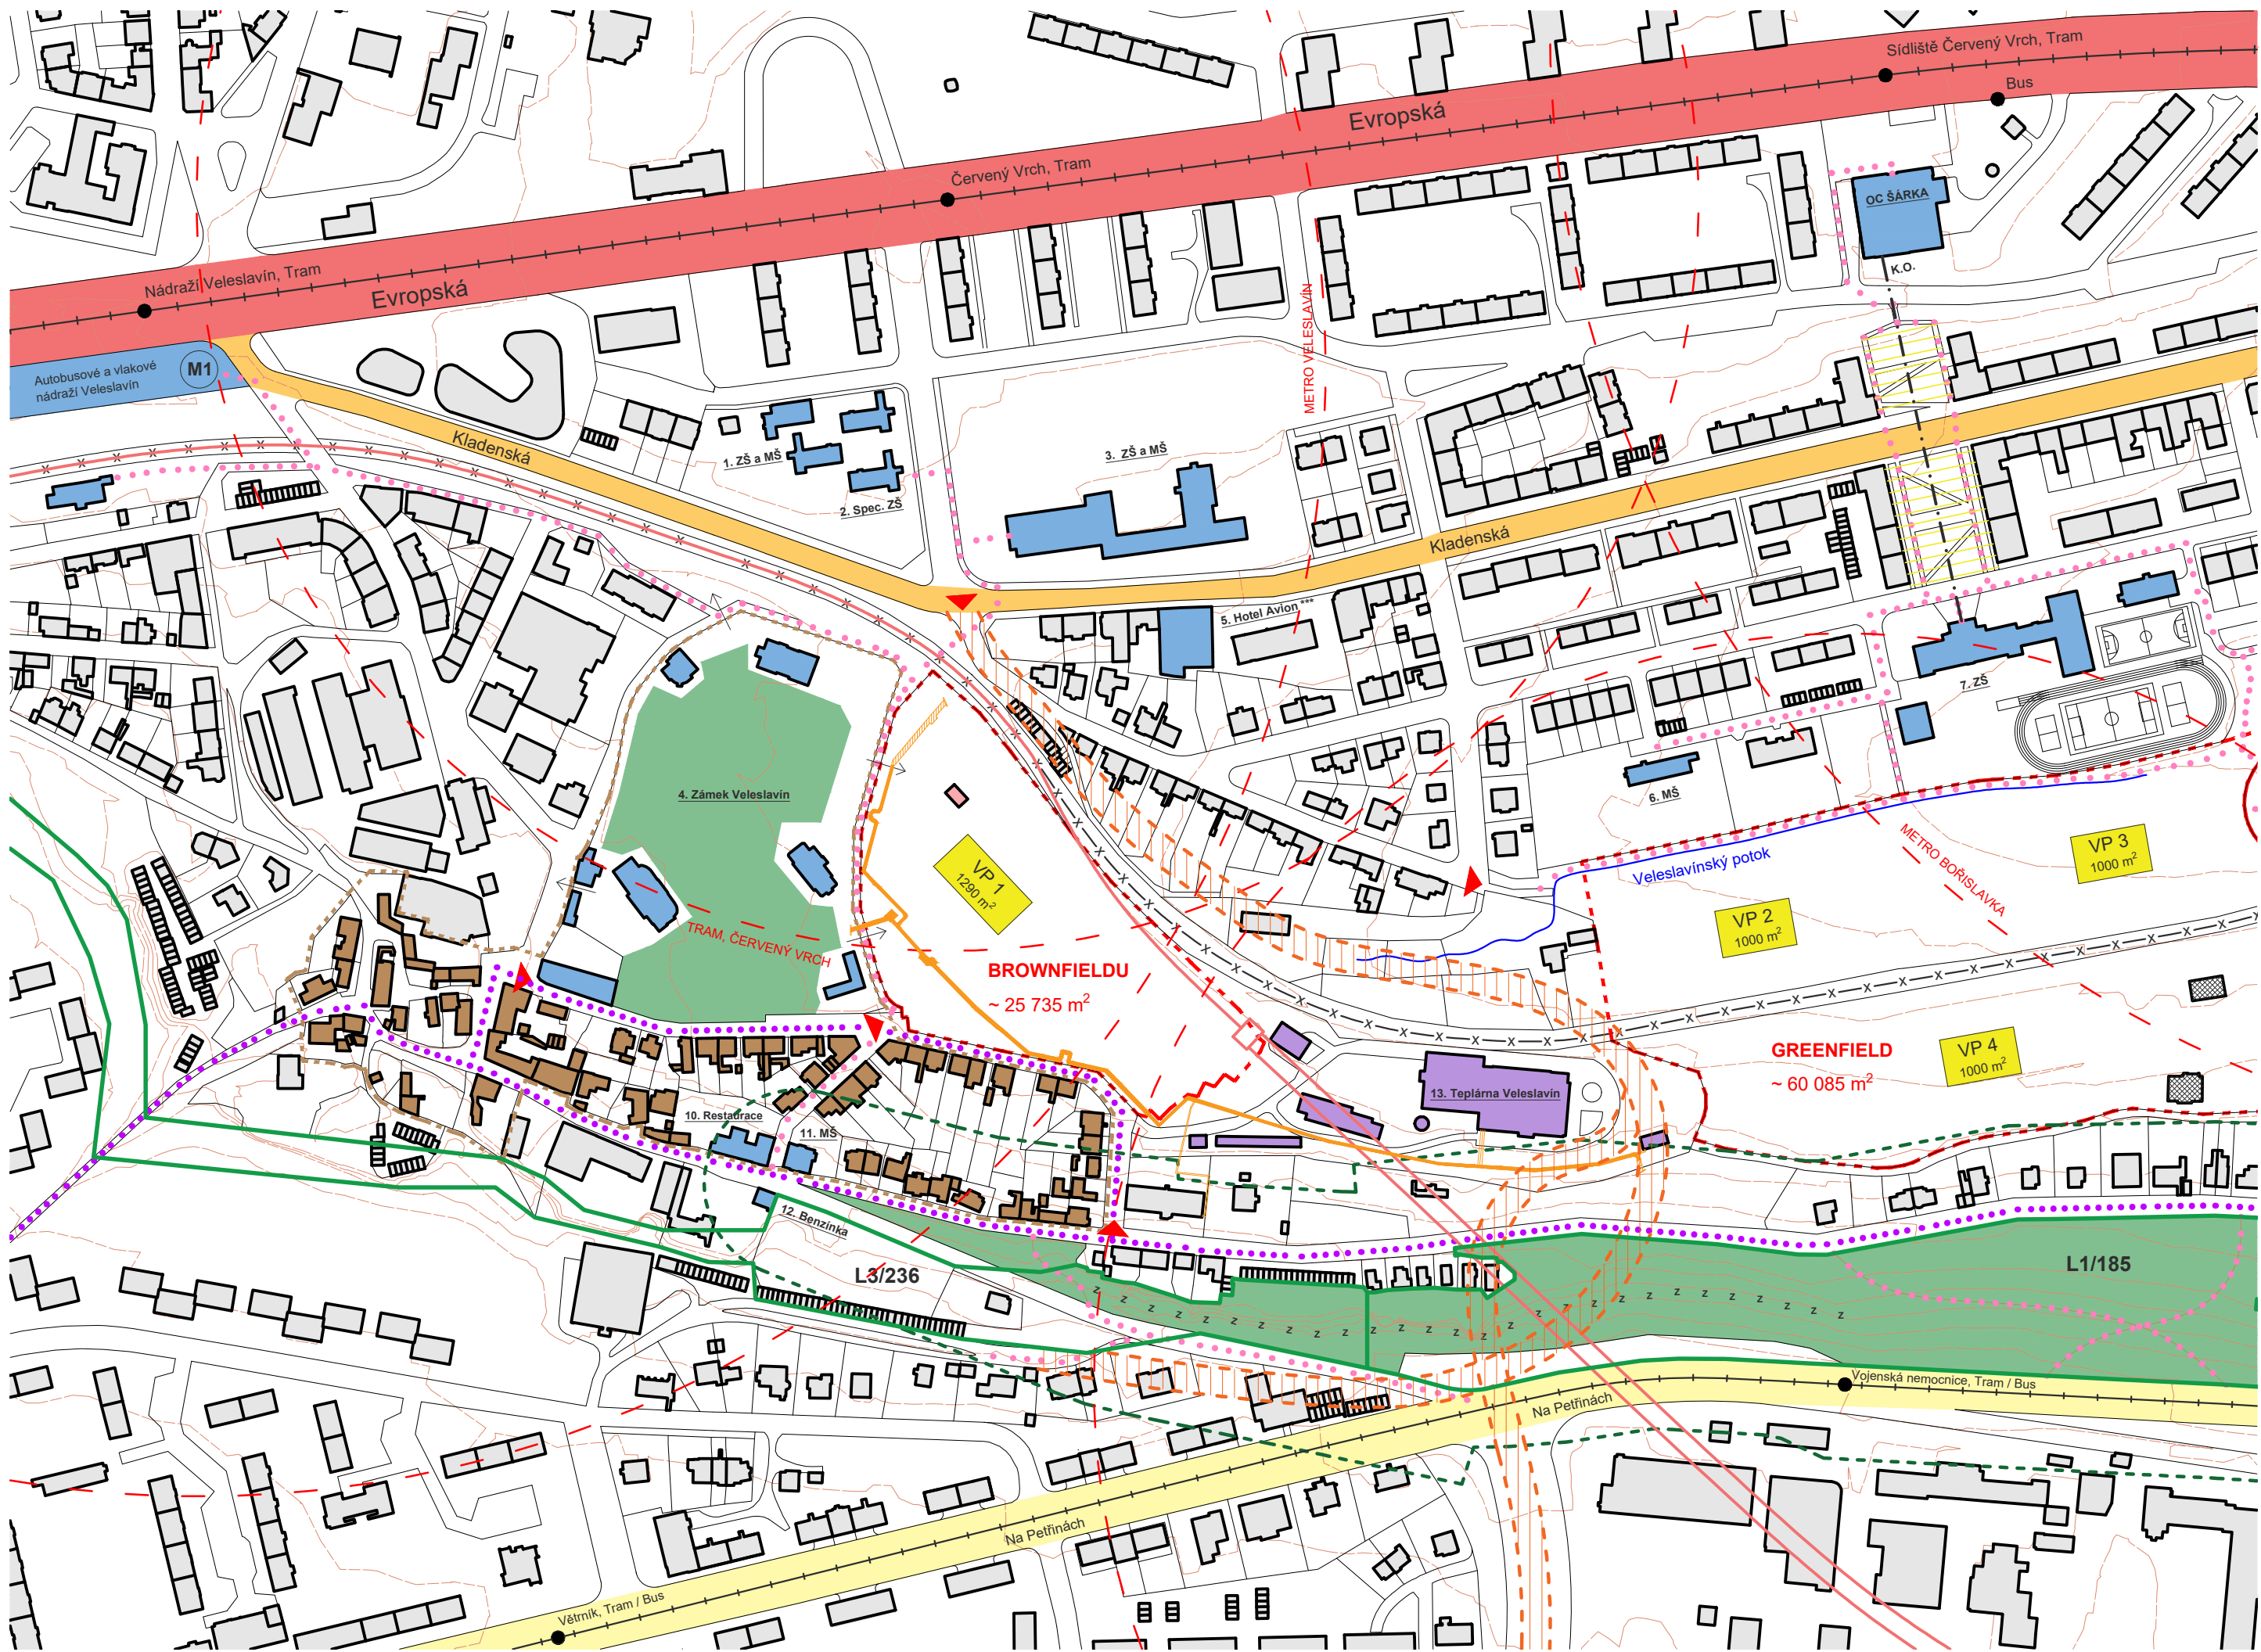 Sídliště Červený Vrch, Tram
Bus
Evropská
Červený Vrch, Tram
OC ŠÁRKA
K.O.
Nádraží Veleslavín, Tram
Evropská
METRO VELESLAVÍN
Autobusové a vlakové
nádraží Veleslavín
M1
Kladenská
1. ZŠ a MŠ
2. Spec. ZŠ
3. ZŠ a MŠ
Kladenská
5. Hotel Avion ***
7. ZŠ
6. MŠ
4. Zámek Veleslavín
VP 1
1290 m²
Veleslavínský potok
METRO BOŘISLAVKA
VP 3
1000 m²
VP 2
1000 m²
TRAM, ČERVENÝ VRCH
BROWNFIELDU
~ 25 735 m²
GREENFIELD
~ 60 085 m²
VP 4
1000 m²
13. Teplárna Veleslavín
10. Restaurace
11. MŠ
12. Benzínka
L3/236
L1/185
Vojenská nemocnice, Tram / Bus
Na Petřinách
Na Petřinách
Větrník, Tram / Bus